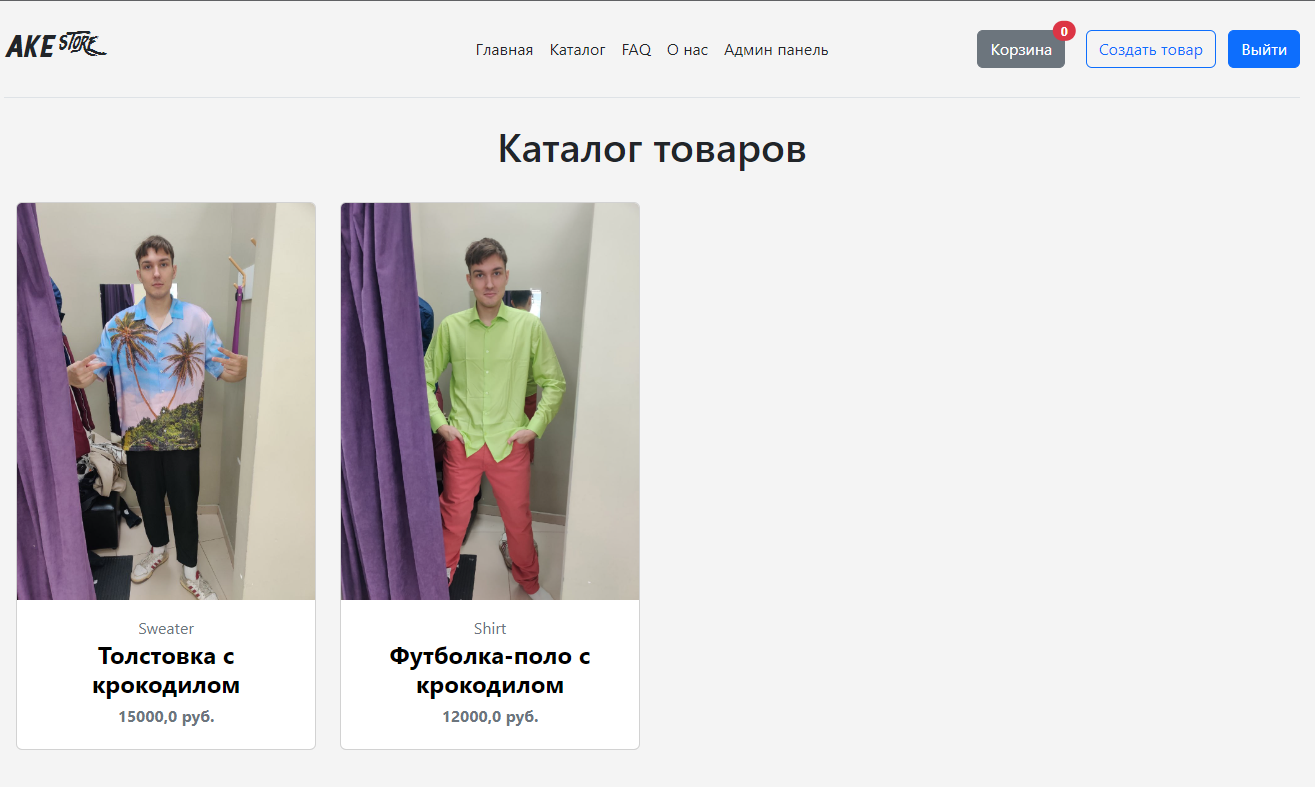 AKE STORE
Главная Каталог FAQ О нас Админ панель
Корзина 0 Создать товар Выйти
Каталог товаров
Sweater
Толстовка с
крокодилом
15000,0 руб.
Shirt
Футболка-поло с
крокодилом
12000,0 руб.